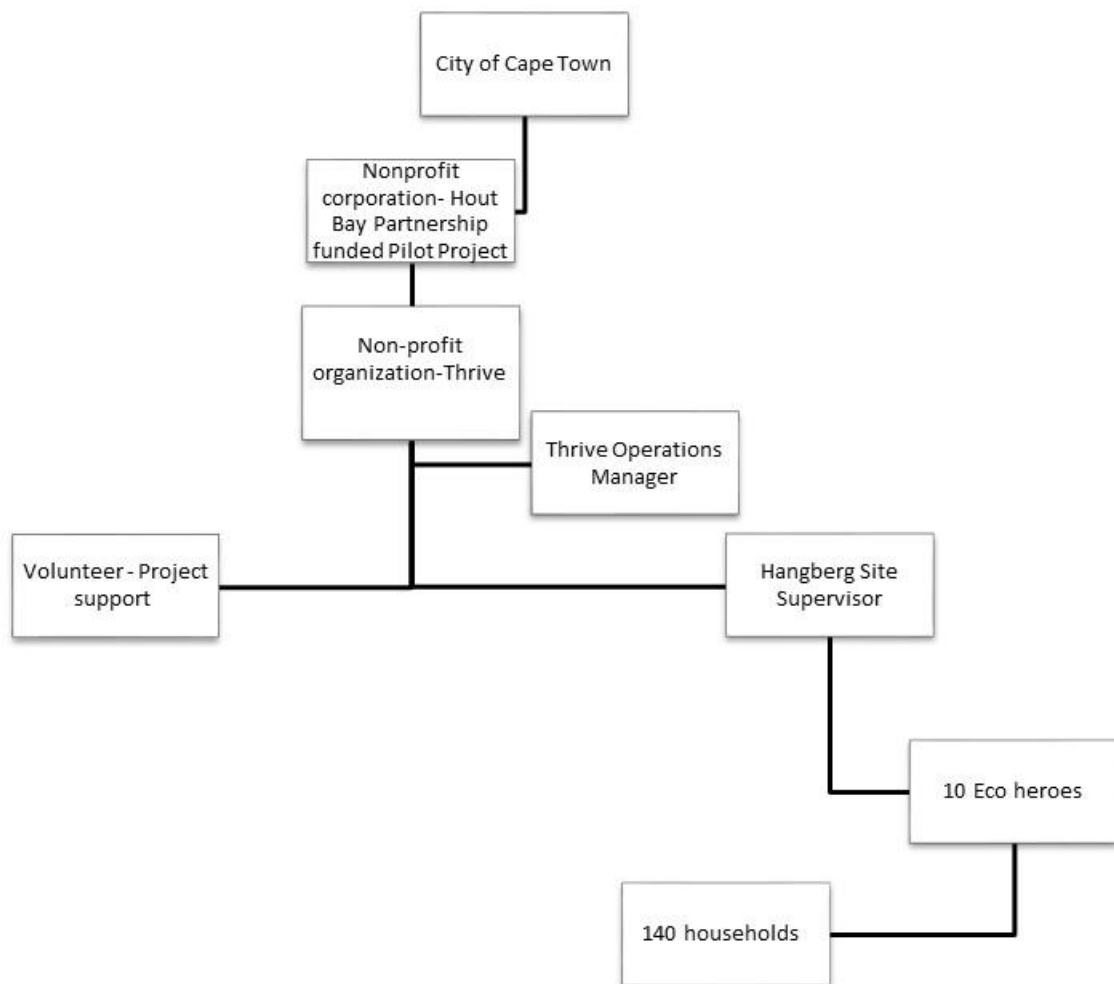 City of Cape Town
Nonprofit
corporation- Hout
Bay Partnership
funded Pilot Project
Non-profit
organization-Thrive
Thrive Operations
Manager
Volunteer - Project
support
Hangberg Site
Supervisor
10 Eco heroes
140 households